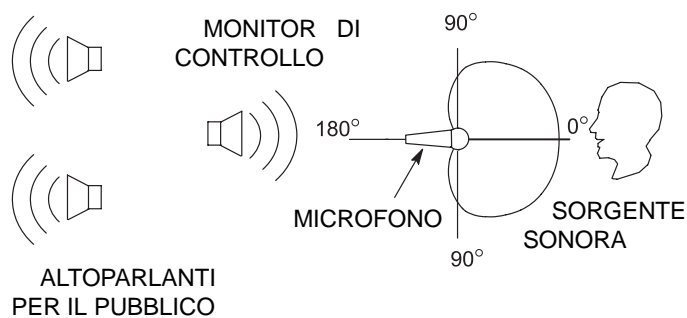 MONITOR DI
CONTROLLO
90°
180°
0°
MICROFONO
SORGENTE
SONORA
90°
ALTOPARLANTI
PER IL PUBBLICO